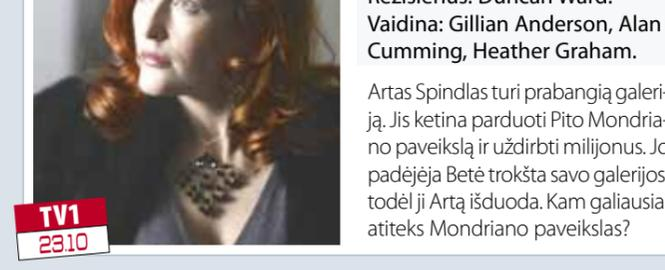 Režisierius: Duncan Ward.
Vaidina: Gillian Anderson, Alan
Cumming, Heather Graham.
Artas Spindlas turi prabangią galeri-
ją. Jis ketina parduoti Pito Mondria-
no paveikslą ir uždirbti milijonus. Jo
padėjėja Betė trokšta savo galerijos,
todėl ji Artą išduoda. Kam galiausia
atiteks Mondriano paveikslas?
TV1
23.10